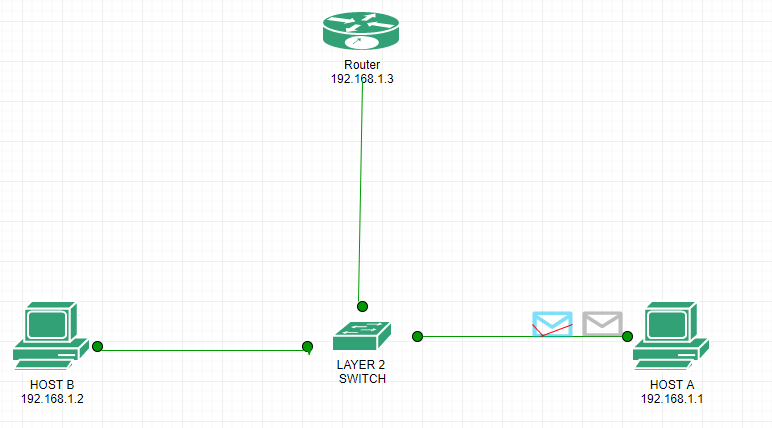 Router
192.168.1.3
LAYER 2
SWITCH
HOST B
192.168.1.2
HOST A
192.168.1.1